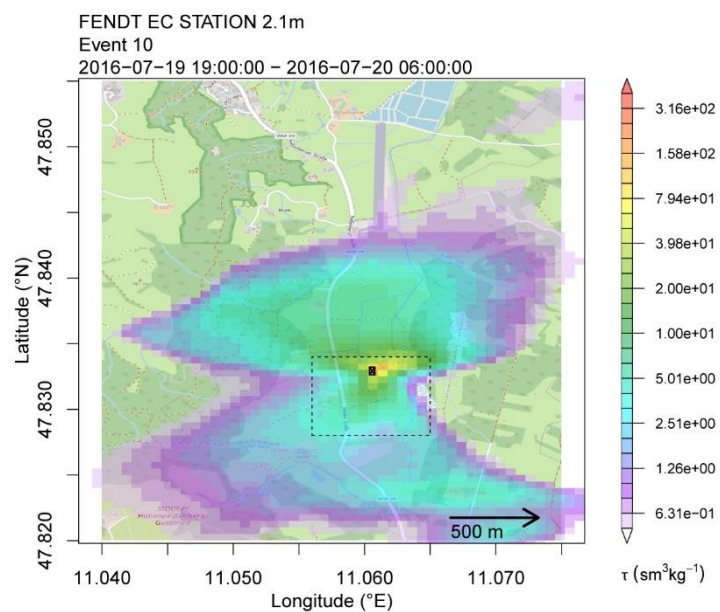 FENDT EC STATION 2.1m
Event 10
2016−07−19 19:00:00 − 2016−07−20 06:00:00
Latitude (°N)
47.850
47.840
47.830
47.820
11.040 11.050 11.060 11.070
Longitude (°E)
500 m
3.16e+02
1.58e+02
7.94e+01
3.98e+01
2.00e+01
1.00e+01
5.01e+00
2.51e+00
1.26e+00
6.31e−01
τ (sm³kg⁻¹)